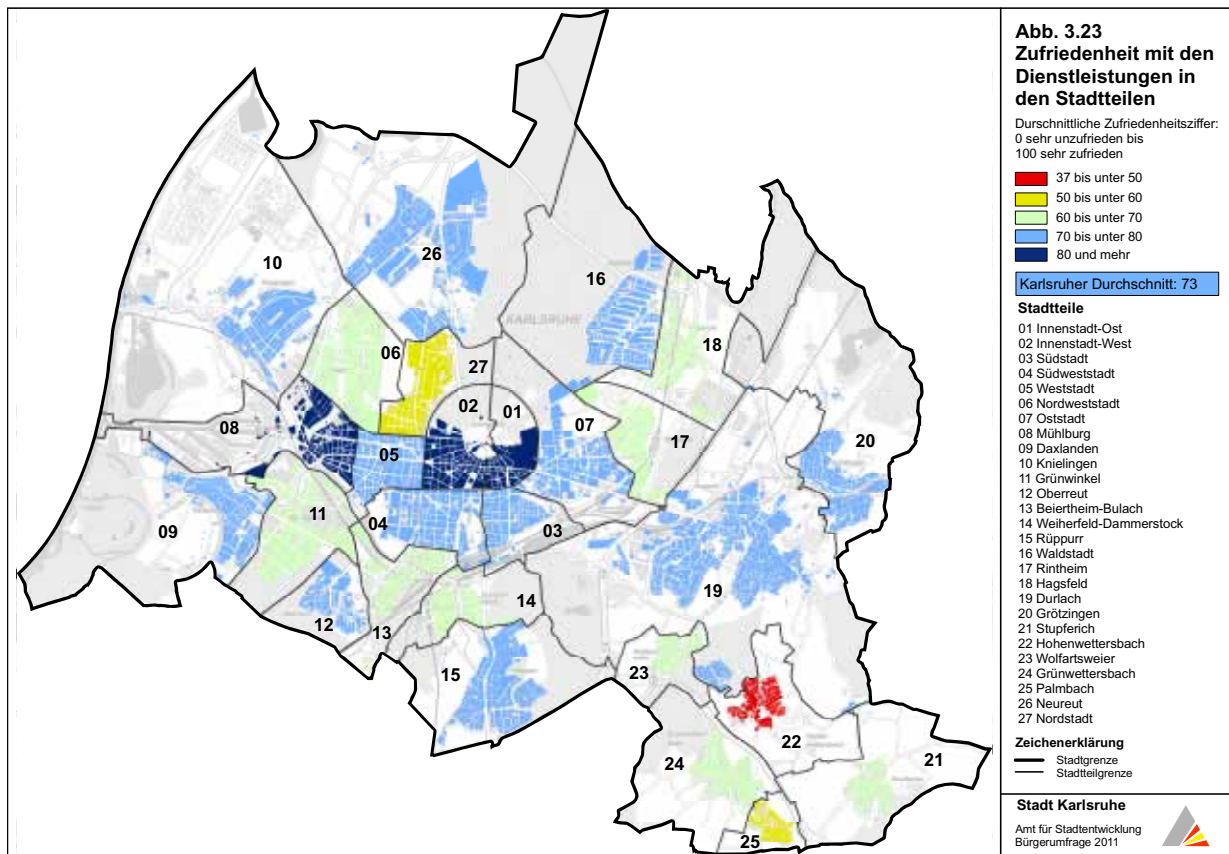 Abb. 3.23
Zufriedenheit mit den
Dienstleistungen in
den Stadtteilen
Durschnittliche Zufriedenheitsziffer:
0 sehr unzufrieden bis
100 sehr zufrieden
37 bis unter 50
50 bis unter 60
60 bis unter 70
70 bis unter 80
80 und mehr
Karlsruher Durchschnitt: 73
Stadtteile
01 Innenstadt-Ost
02 Innenstadt-West
03 Südstadt
04 Südweststadt
05 Weststadt
06 Nordweststadt
07 Oststadt
08 Mühlburg
09 Daxlanden
10 Knielingen
11 Grünwinkel
12 Oberreut
13 Beiertheim-Bulach
14 Weiherfeld-Dammerstock
15 Rüppurr
16 Waldstadt
17 Rintheim
18 Hagsfeld
19 Durlach
20 Grötzingen
21 Stupferich
22 Hohenwettersbach
23 Wolfartsweier
24 Grünwettersbach
25 Palmbach
26 Neureut
27 Nordstadt
Zeichenerklärung
Stadtgrenze
Stadtteilgrenze
Stadt Karlsruhe
Amt für Stadtentwicklung
Bürgerumfrage 2011
26
10
16
KARLSRUHE
18
06
27
02
01
07
08
17
20
05
11
04
03
09
19
12
14
13
15
23
22
21
24
25